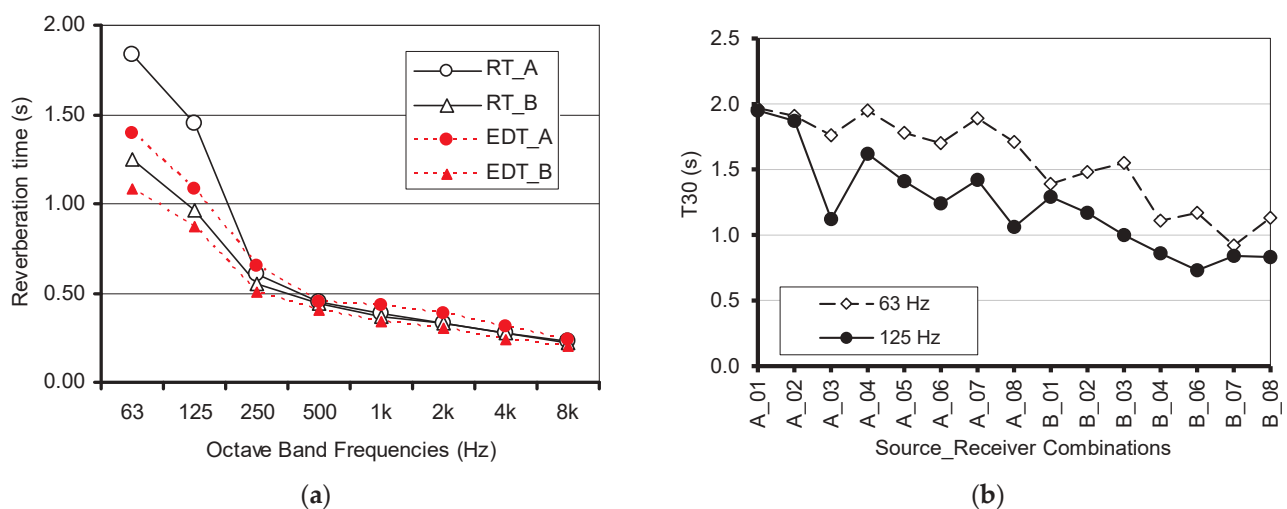 2.00
1.50
1.00
0.50
0.00
Reverberation time (s)
RT_A
RT_B
EDT_A
EDT_B
63 125 250 500 1k 2k 4k 8k
Octave Band Frequencies (Hz)
(a)
2.5
2.0
1.5
1.0
0.5
0.0
T30 (s)
63 Hz
125 Hz
A_01
A_02
A_03
A_04
A_05
A_06
A_07
A_08
B_01
B_02
B_03
B_04
B_06
B_07
B_08
Source_Receiver Combinations
(b)